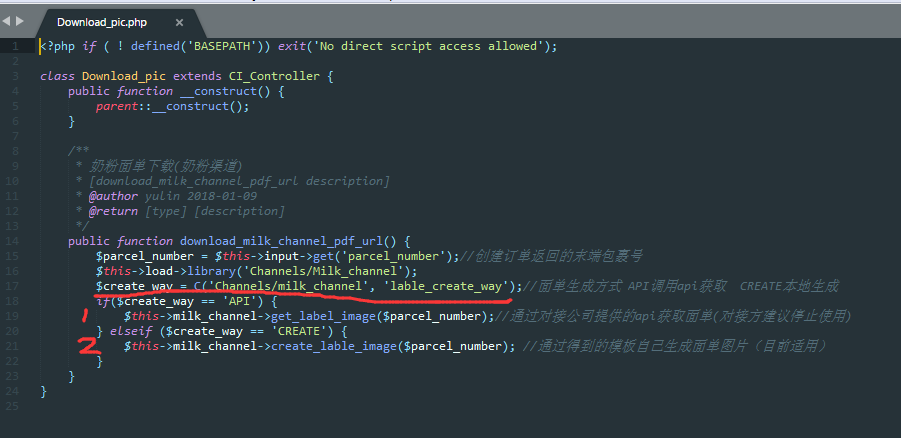 Download_pic.php ×
1 <?php if ( ! defined('BASEPATH')) exit('No direct script access allowed');
2
3 class Download_pic extends CI_Controller {
4 public function __construct() {
5 parent::__construct();
6 }
7
8 /**
9 * 奶粉面单下载(奶粉渠道)
10 * [download_milk_channel_pdf_url description]
11 * @author yulin 2018-01-09
12 * @return [type] [description]
13 */
14 public function download_milk_channel_pdf_url() {
15 $parcel_number = $this->input->get('parcel_number');//创建订单返回的末端包裹号
16 $this->load->library('Channels/Milk_channel');
17 $create_way = C('Channels/milk_channel', 'lable_create_way');//面单生成方式 API调用api获取 CREATE本地生成
18 if($create_way == 'API') {
1
19 $this->milk_channel->get_label_image($parcel_number);//通过对接公司提供的api获取面单(对接方建议停止使用)
20 } elseif ($create_way == 'CREATE') {
2
21 $this->milk_channel->create_lable_image($parcel_number); //通过得到的模板自己生成面单图片（目前适用）
22 }
23 }
24 }
25